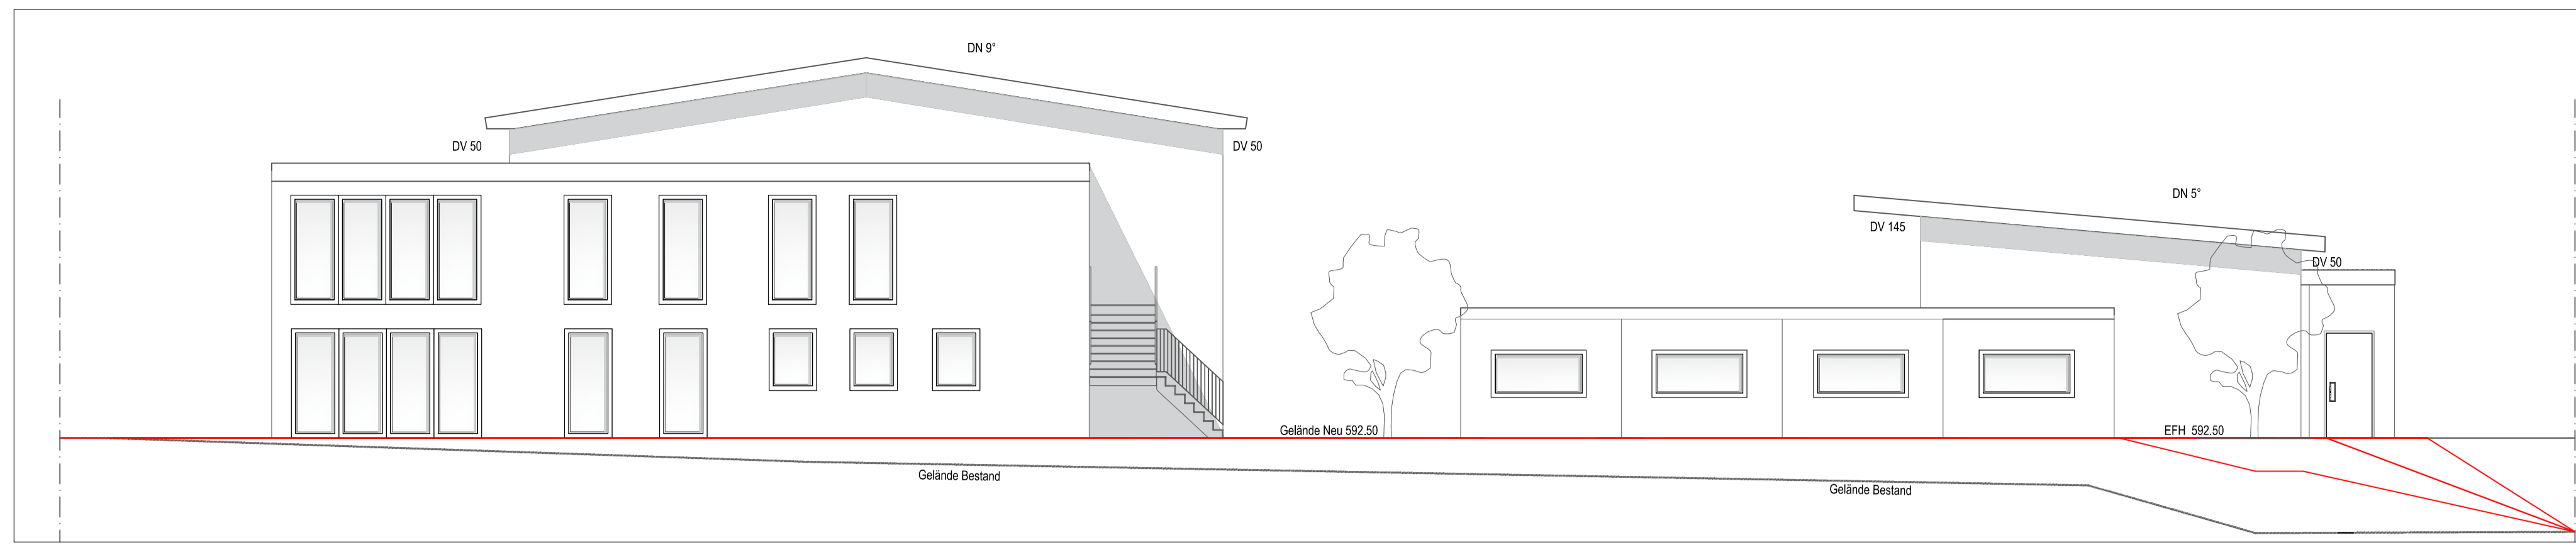 DN 9°
DV 50
DV 50
DN 5°
DV 145
DV 50
Gelände Neu 592.50
EFH 592.50
Gelände Bestand
Gelände Bestand